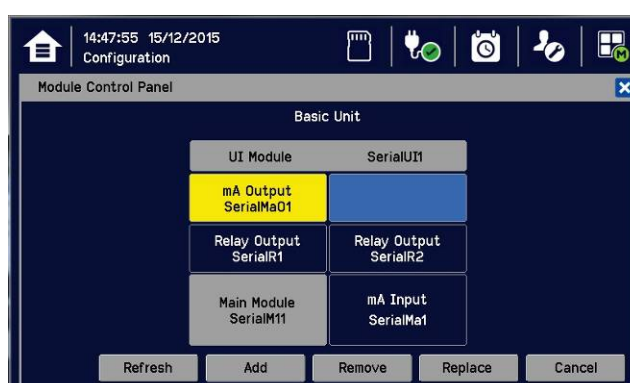 14:47:55 15/12/2015
Configuration
M
Module Control Panel
Basic Unit
UI Module SerialUI1
mA Output
SerialMaO1
Relay Output Relay Output
SerialR1 SerialR2
Main Module mA Input
SerialM11 SerialMa1
Refresh Add Remove Replace Cancel